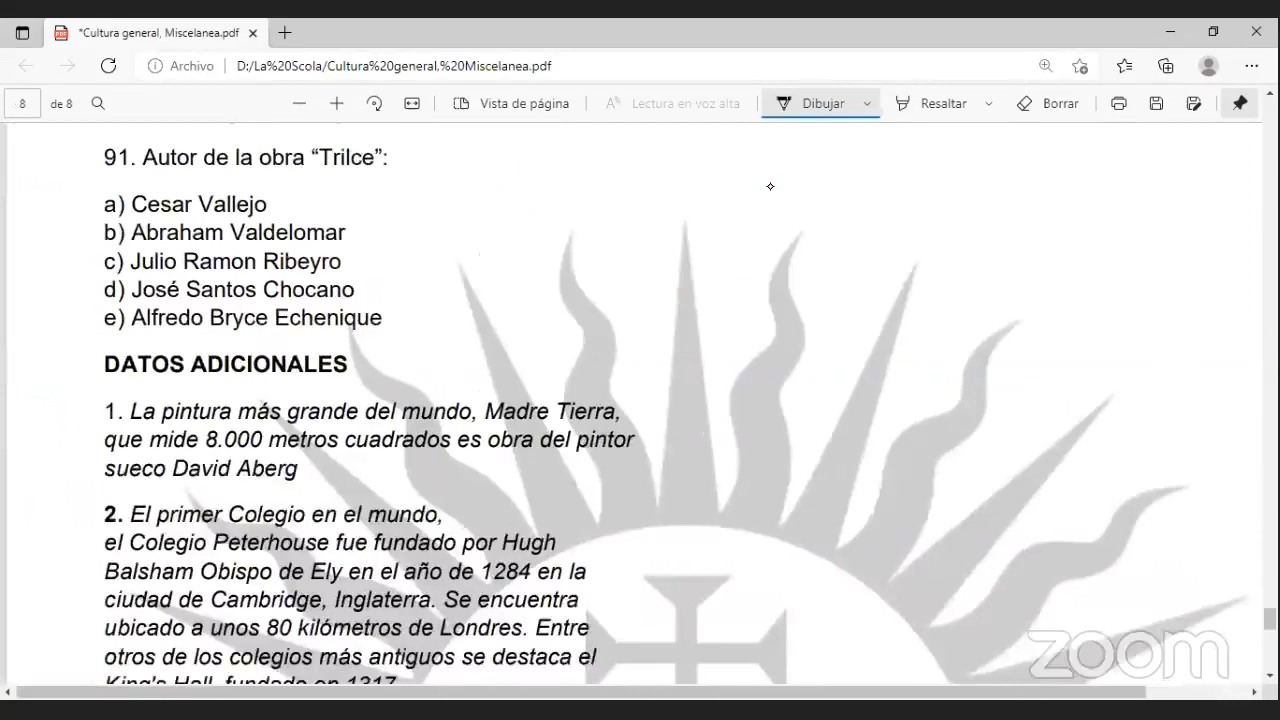 *Cultura general, Miscelanea.pdf
Archivo
D:/La%20Scola/Cultura%20general,%20Miscelanea.pdf
8
de 8
Vista de página
Lectura en voz alta
Dibujar
Resaltar
Borrar
91. Autor de la obra “Trilce”:
a) Cesar Vallejo
b) Abraham Valdelomar
c) Julio Ramon Ribeyro
d) José Santos Chocano
e) Alfredo Bryce Echenique
DATOS ADICIONALES
1. La pintura más grande del mundo, Madre Tierra,
que mide 8.000 metros cuadrados es obra del pintor
sueco David Aberg
2. El primer Colegio en el mundo,
el Colegio Peterhouse fue fundado por Hugh
Balsham Obispo de Ely en el año de 1284 en la
ciudad de Cambridge, Inglaterra. Se encuentra
ubicado a unos 80 kilómetros de Londres. Entre
otros de los colegios más antiguos se destaca el
King's Hall, fundado en 1317
zoom